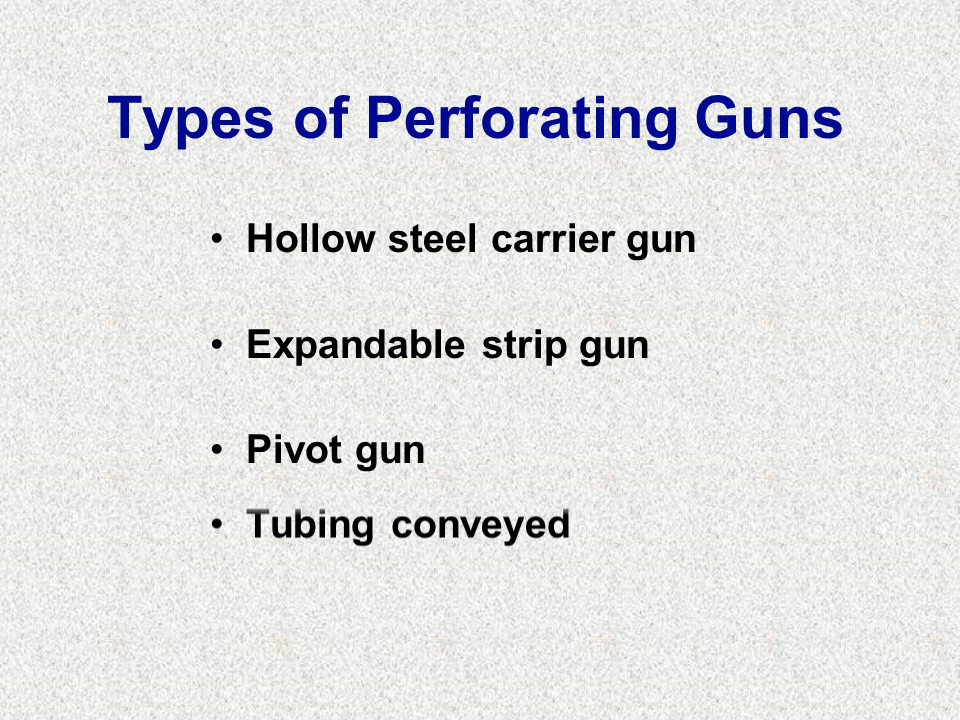 Types of Perforating Guns
• Hollow steel carrier gun
• Expandable strip gun
• Pivot gun
• Tubing conveyed